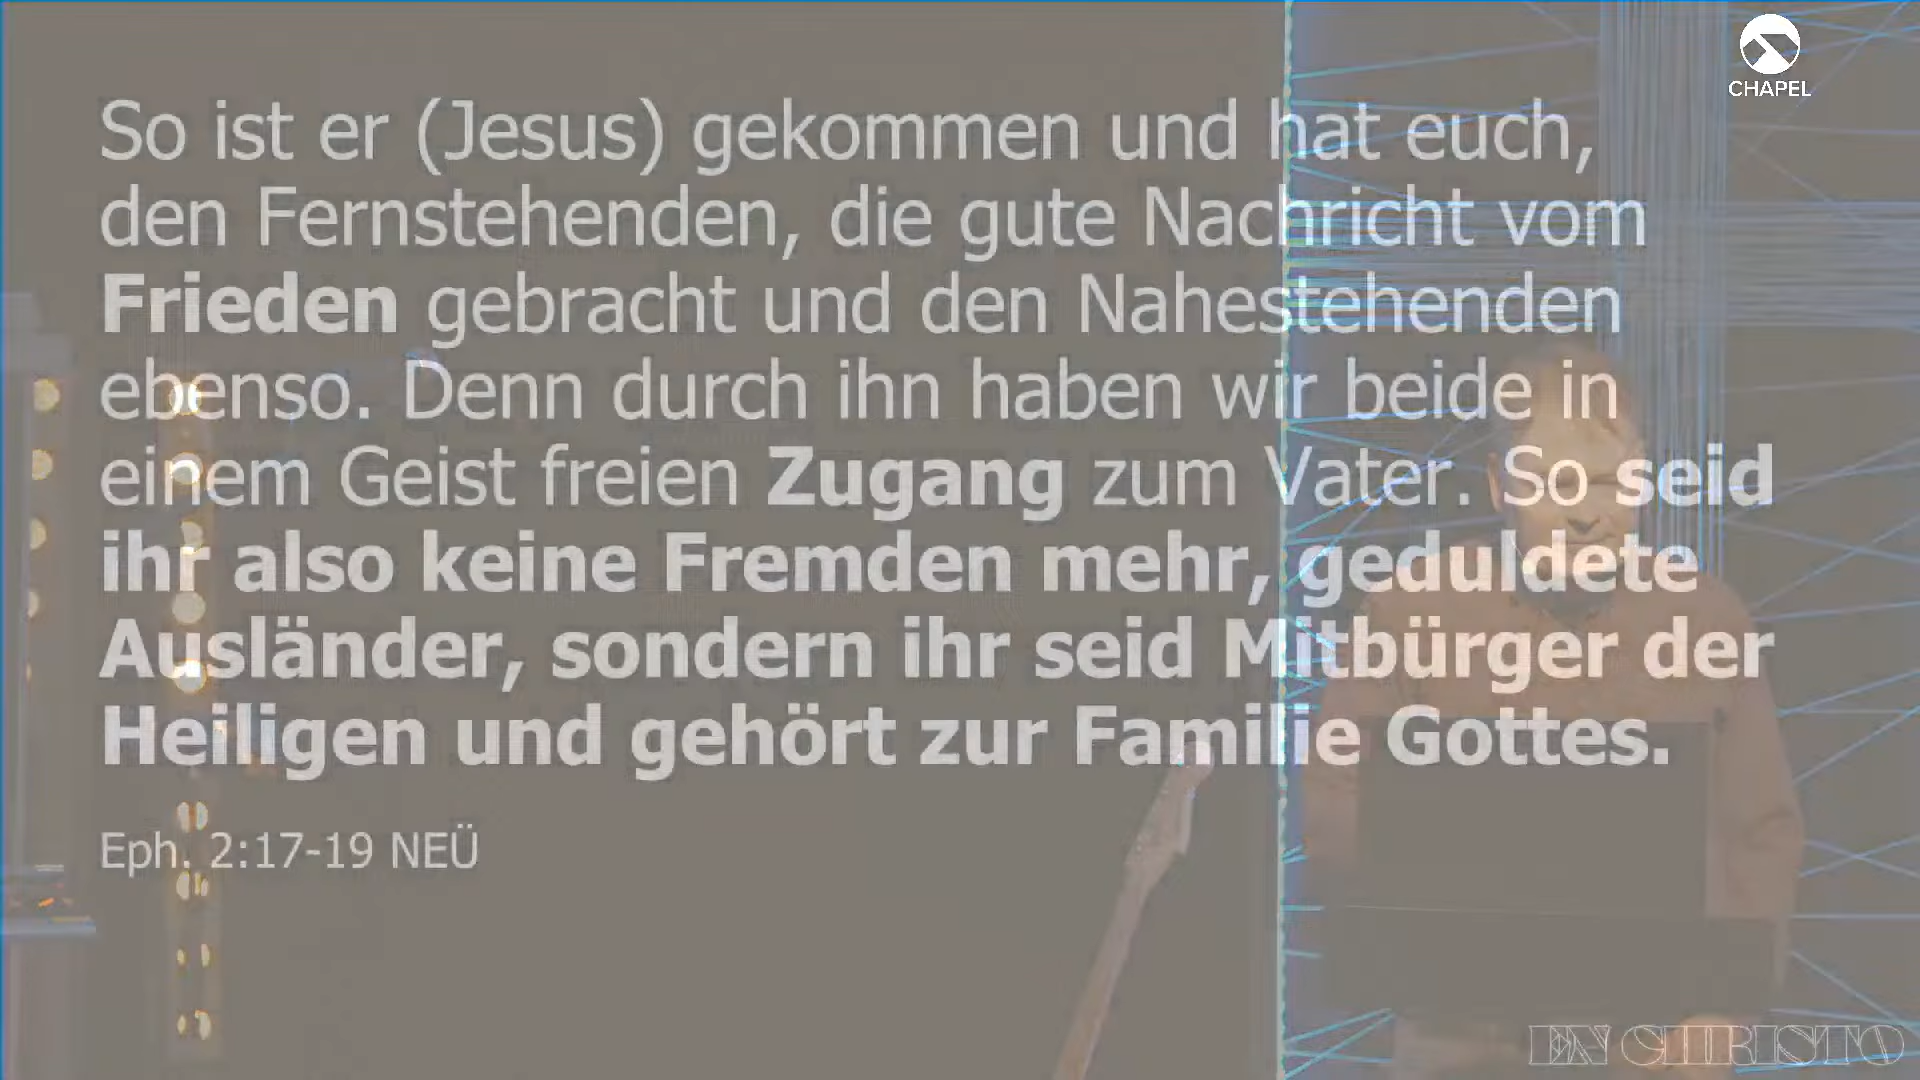 CHAPEL
So ist er (Jesus) gekommen und hat euch,
den Fernstehenden, die gute Nachricht vom
Frieden gebracht und den Nahestehenden
ebenso. Denn durch ihn haben wir beide in
einem Geist freien Zugang zum Vater. So seid
ihr also keine Fremden mehr, geduldete
Ausländer, sondern ihr seid Mitbürger der
Heiligen und gehört zur Familie Gottes.
Eph. 2:17-19 NEÜ
EN CHRISTO